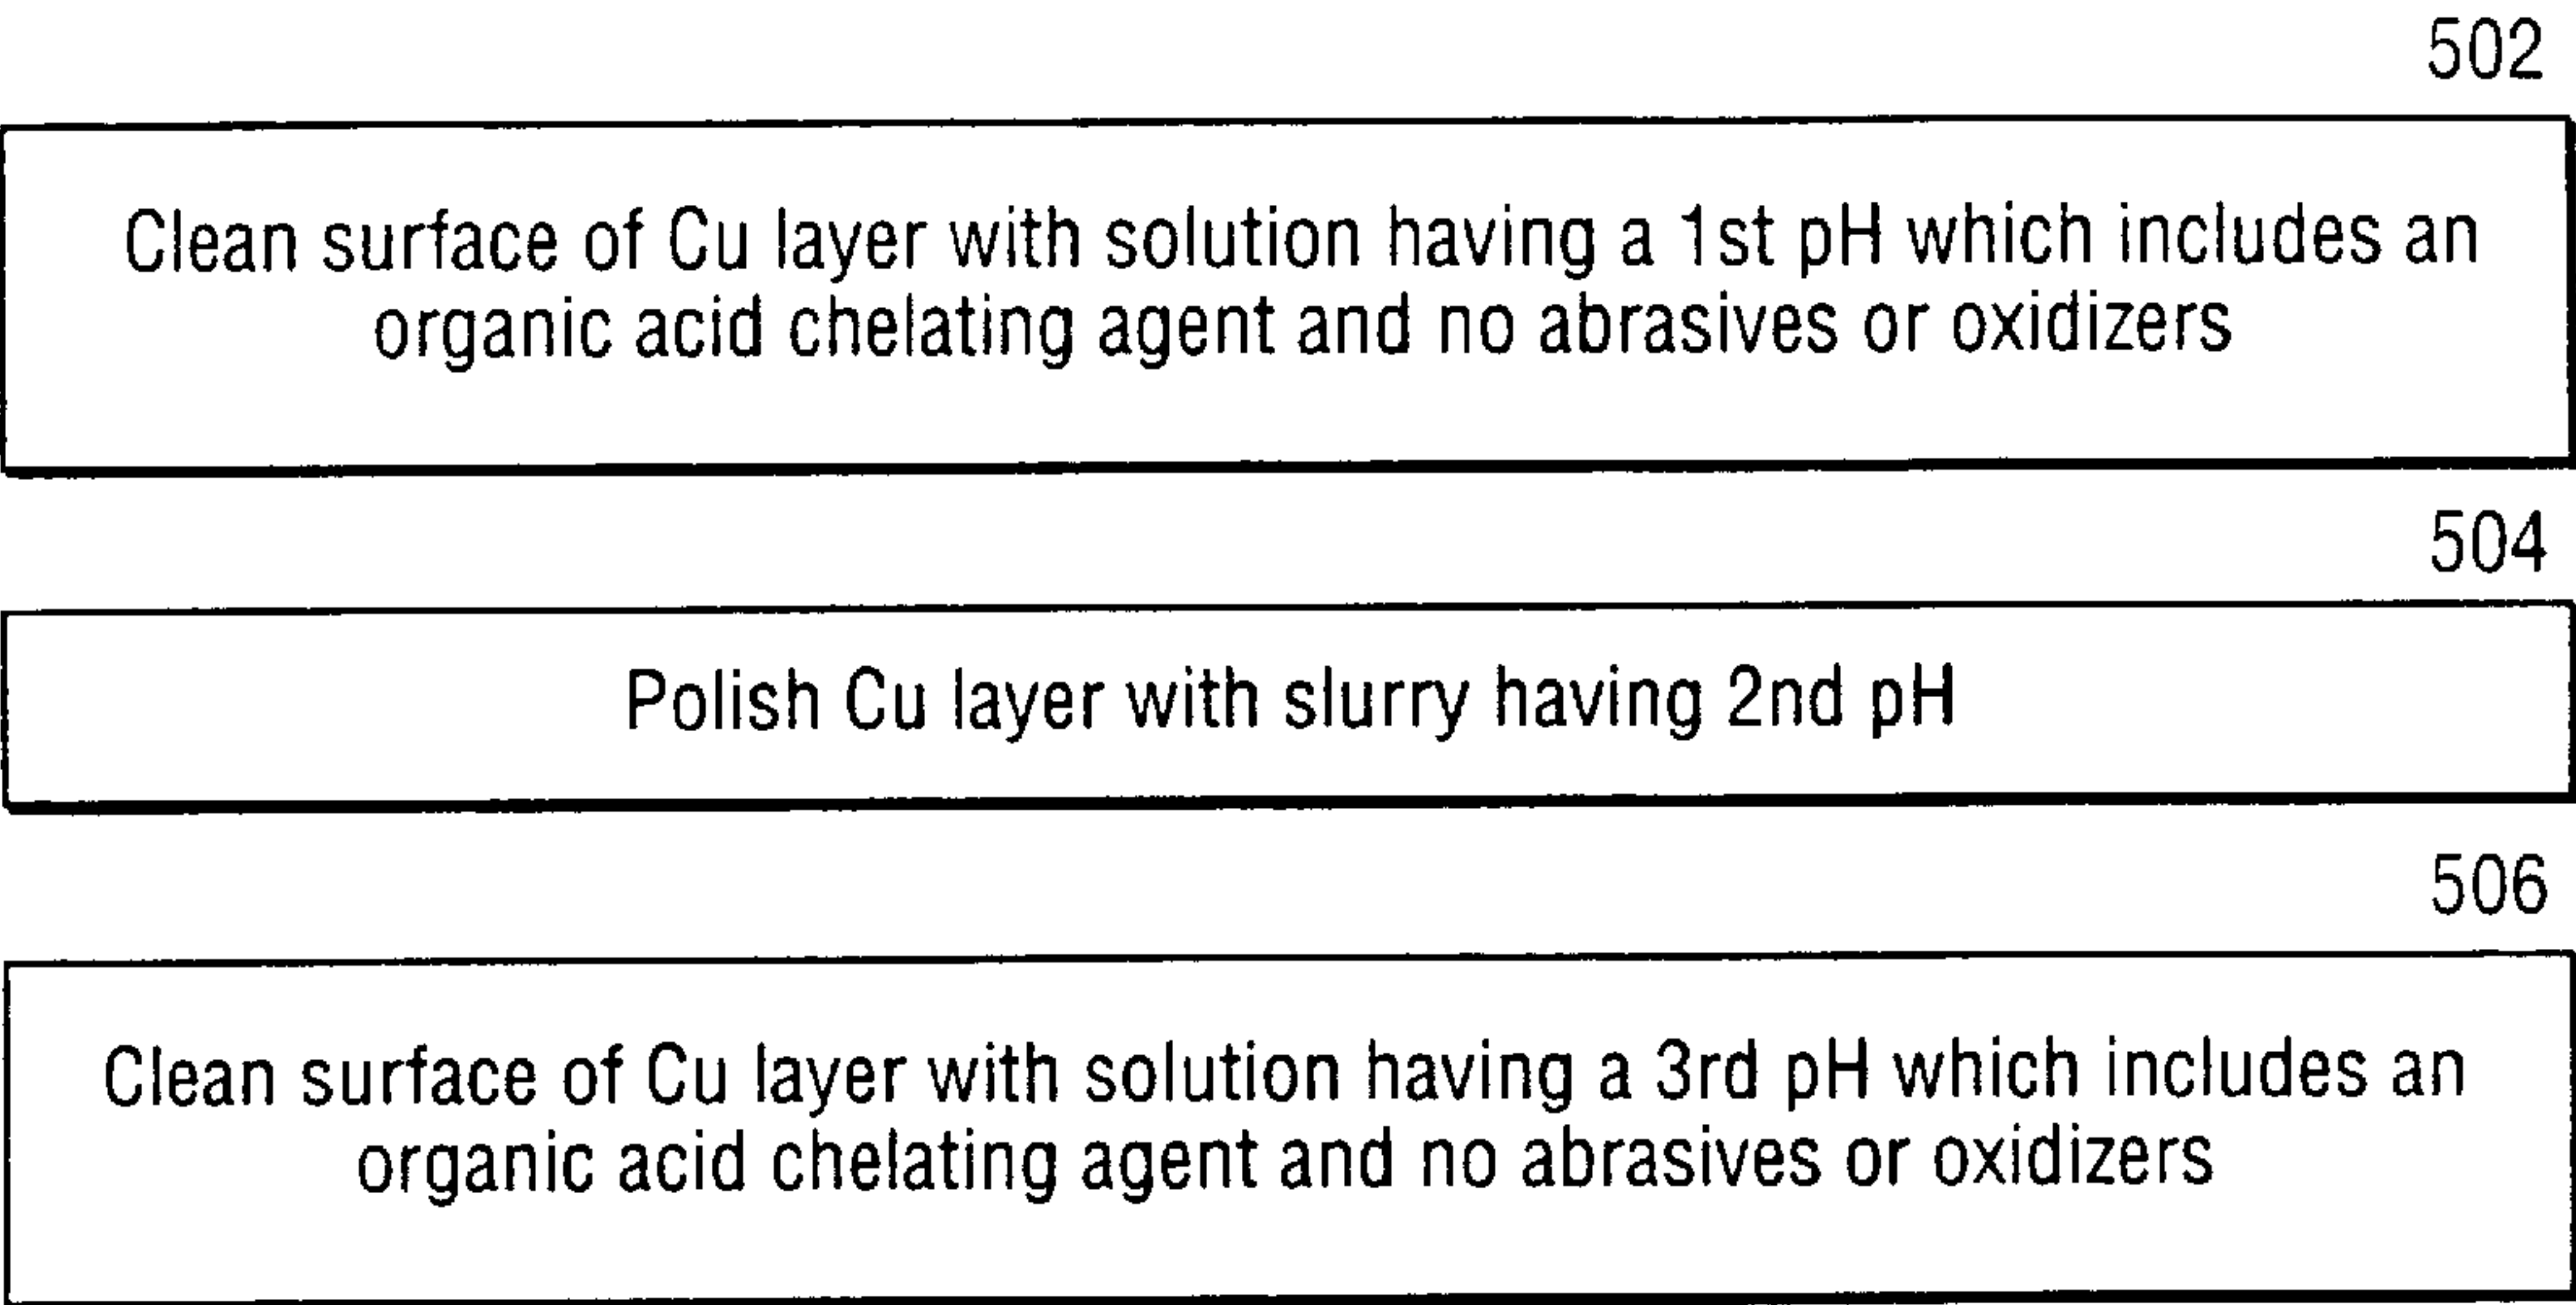 502
Clean surface of Cu layer with solution having a 1st pH which includes an
organic acid chelating agent and no abrasives or oxidizers
504
Polish Cu layer with slurry having 2nd pH
506
Clean surface of Cu layer with solution having a 3rd pH which includes an
organic acid chelating agent and no abrasives or oxidizers